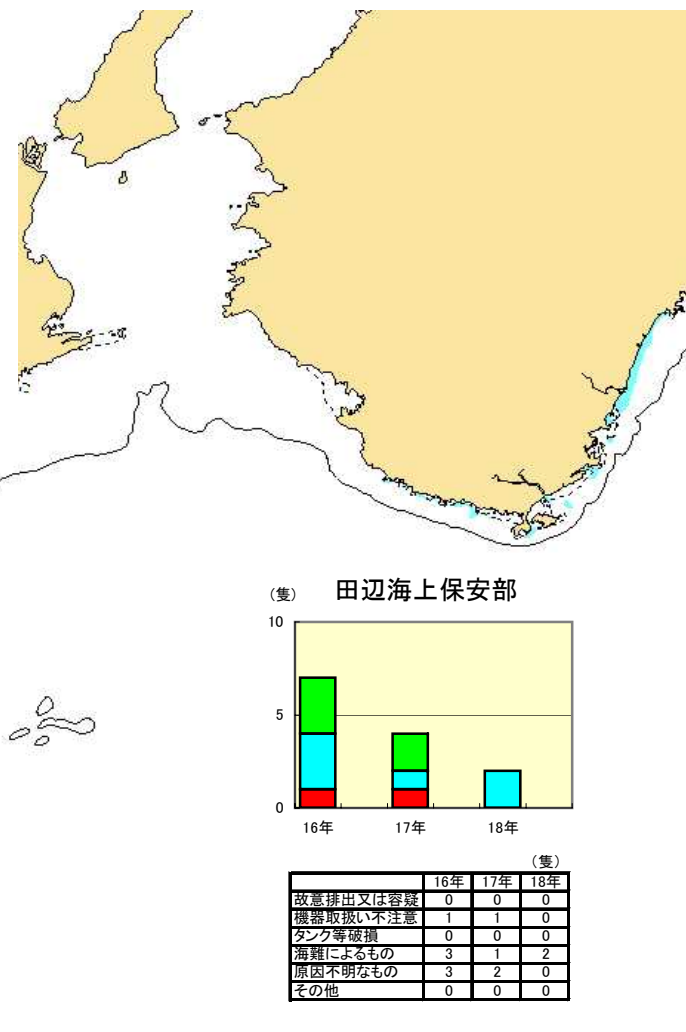 (隻) 田辺海上保安部
10
5
0
16年 17年 18年
(隻)
16年 17年 18年
故意排出又は容疑 0 0 0
機器取扱い不注意 1 1 0
タンク等破損 0 0 0
海難によるもの 3 1 2
原因不明なもの 3 2 0
その他 0 0 0